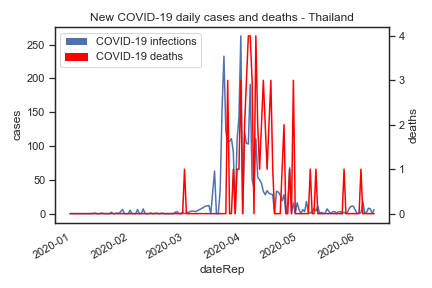 New COVID-19 daily cases and deaths - Thailand
COVID-19 infections
COVID-19 deaths
250
200
150
100
50
0
cases
4
3
2
1
0
deaths
2020-01
2020-02
2020-03
2020-04
2020-05
2020-06
dateRep